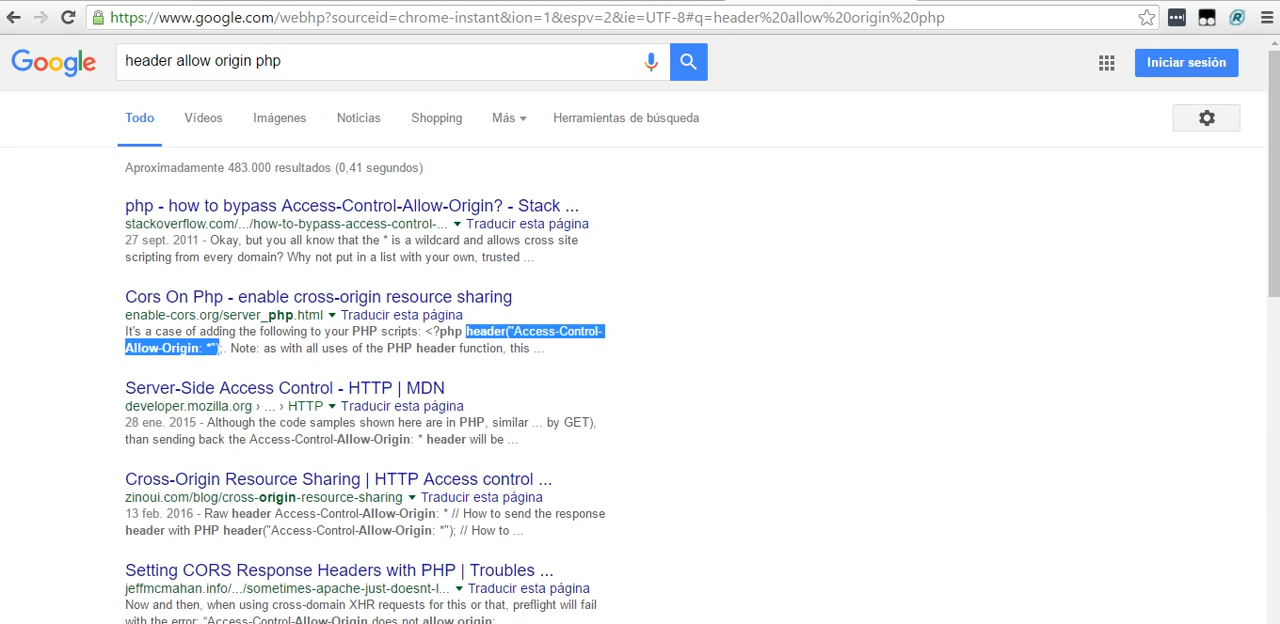 https://www.google.com/webhp?sourceid=chrome-instant&ion=1&espv=2&ie=UTF-8#q=header%20allow%20origin%20php
Google
header allow origin php
Iniciar sesión
Todo Vídeos Imágenes Noticias Shopping Más Herramientas de búsqueda
Aproximadamente 483.000 resultados (0,41 segundos)
php - how to bypass Access-Control-Allow-Origin? - Stack ...
stackoverflow.com/.../how-to-bypass-access-control-... Traducir esta página
27 sept. 2011 - Okay, but you all know that the * is a wildcard and allows cross site
scripting from every domain? Why not put in a list with your own, trusted ...
Cors On Php - enable cross-origin resource sharing
enable-cors.org/server_php.html Traducir esta página
It's a case of adding the following to your PHP scripts: <?php header("Access-Control-
Allow-Origin: *");. Note: as with all uses of the PHP header function, this ...
Server-Side Access Control - HTTP | MDN
developer.mozilla.org › ... › HTTP Traducir esta página
28 ene. 2015 - Although the code samples shown here are in PHP, similar ... by GET),
than sending back the Access-Control-Allow-Origin: * header will be ...
Cross-Origin Resource Sharing | HTTP Access control ...
zinoui.com/blog/cross-origin-resource-sharing Traducir esta página
13 feb. 2016 - Raw header Access-Control-Allow-Origin: * // How to send the response
header with PHP header("Access-Control-Allow-Origin: *"); // How to ...
Setting CORS Response Headers with PHP | Troubles ...
jeffmcmahan.info/.../sometimes-apache-just-doesnt-l... Traducir esta página
Now and then, when using cross-domain XHR requests for this or that, preflight will fail
with the error: “Access-Control-Allow-Origin does not allow origin: